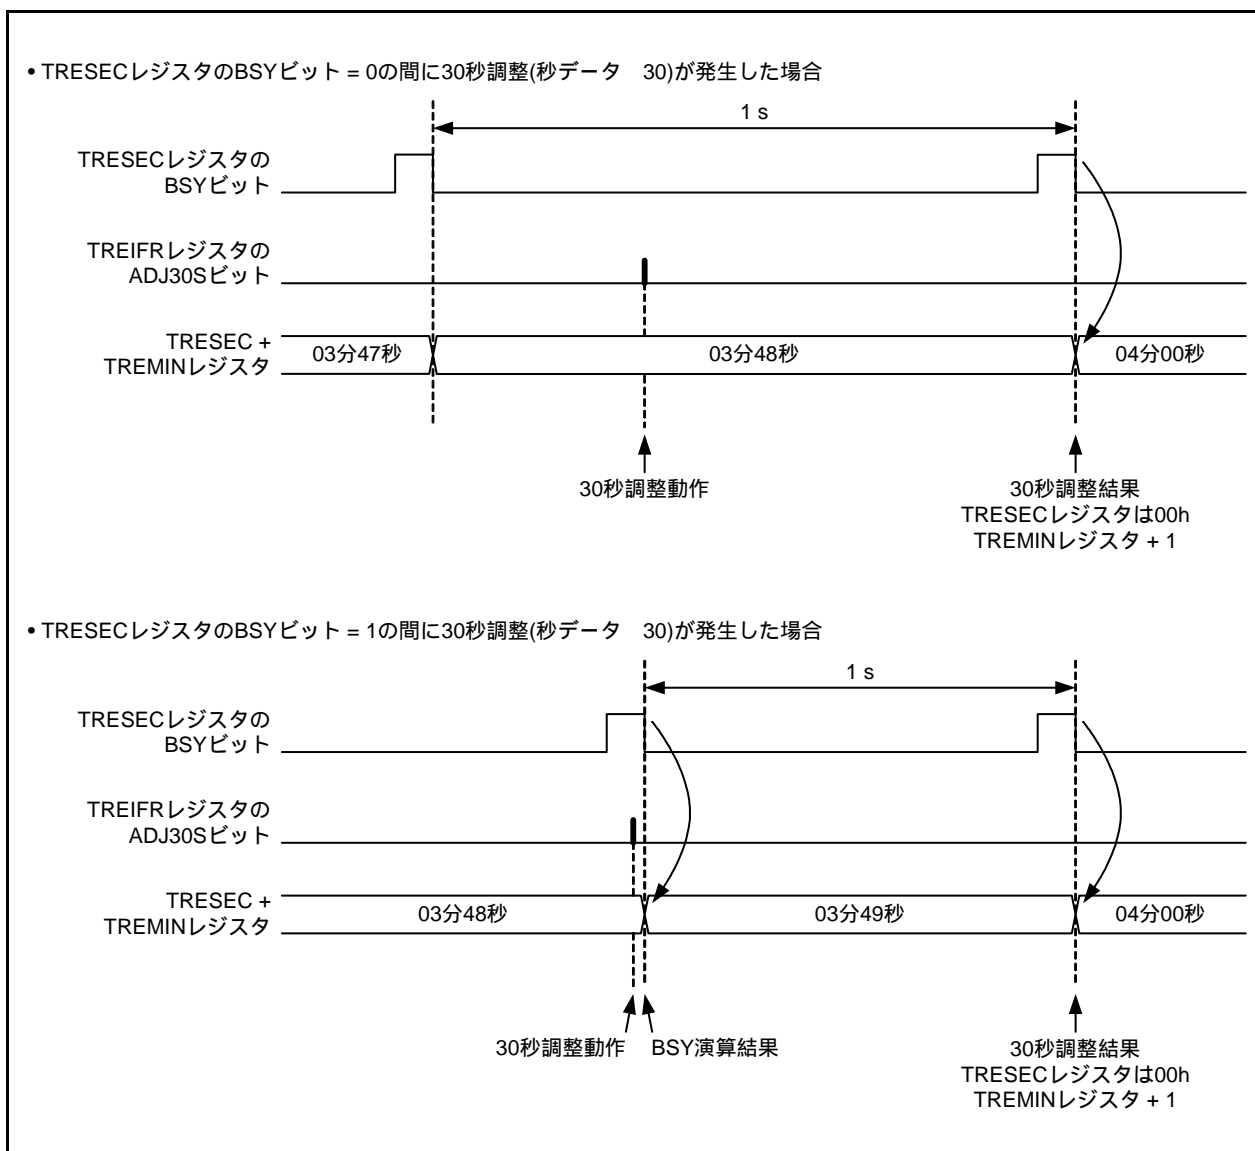 • TRESECレジスタのBSYビット = 0の間に30秒調整(秒データ　30)が発生した場合
1 s
TRESECレジスタの
BSYビット
TREIFRレジスタの
ADJ30Sビット
TRESEC +
TREMINレジスタ
03分47秒
03分48秒
04分00秒
30秒調整動作
30秒調整結果
TRESECレジスタは00h
TREMINレジスタ + 1
• TRESECレジスタのBSYビット = 1の間に30秒調整(秒データ　30)が発生した場合
1 s
TRESECレジスタの
BSYビット
TREIFRレジスタの
ADJ30Sビット
TRESEC +
TREMINレジスタ
03分48秒
03分49秒
04分00秒
30秒調整動作
BSY演算結果
30秒調整結果
TRESECレジスタは00h
TREMINレジスタ + 1